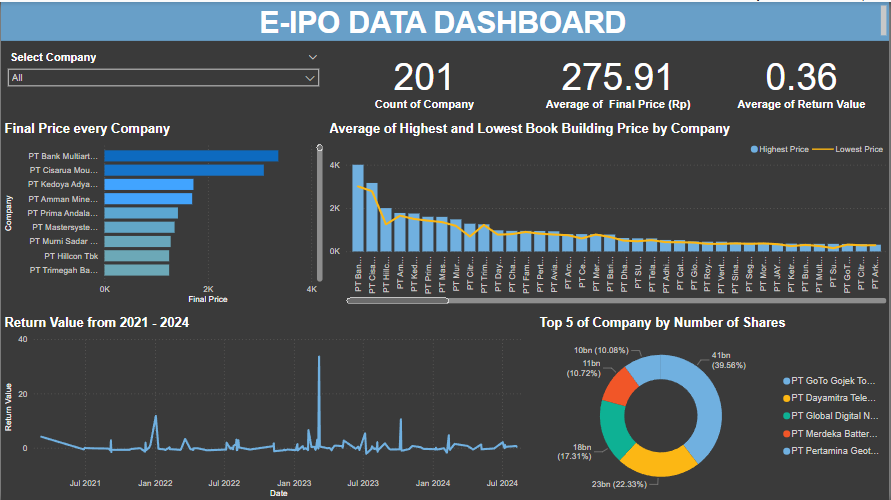 E-IPO DATA DASHBOARD
Select Company
All
201
Count of Company
275.91
Average of Final Price (Rp)
0.36
Average of Return Value
Final Price every Company
Company
PT Bank Multiart...
PT Cisarua Mou...
PT Kedoya Adya...
PT Amman Mine...
PT Prima Andala...
PT Mastersyste...
PT Murni Sadar ...
PT Hillcon Tbk
PT Trimegah Ba...
0K 2K 4K
Final Price
Average of Highest and Lowest Book Building Price by Company
Highest Price Lowest Price
4K
2K
0K
PT Ban...
PT Cisa...
PT Hillc...
PT Am...
PT Ked...
PT Prim...
PT Mas...
PT Mur...
PT Citr...
PT Trim...
PT Day...
PT Cha...
PT Fam...
PT Pert...
PT Avia...
PT Arc...
PT Ce...
PT Mer...
PT Bari...
PT Dha...
PT SU...
PT Tela...
PT Adhi...
PT Cat...
PT Glo...
PT Roy...
PT Vent...
PT Sina...
PT Seg...
PT Mor...
PT JAY...
PT Ketr...
PT Bun...
PT Mult...
PT Su...
PT GoT...
PT Citr...
PT Ark...
Return Value from 2021 - 2024
Return Value
40
20
0
Jul 2021 Jan 2022 Jul 2022 Jan 2023 Jul 2023 Jan 2024 Jul 2024
Date
Top 5 of Company by Number of Shares
41bn
(39.56%)
23bn (22.33%)
18bn
(17.31%)
11bn
(10.72%)
10bn (10.08%)
PT GoTo Gojek To...
PT Dayamitra Tele...
PT Global Digital N...
PT Merdeka Batter...
PT Pertamina Geot...